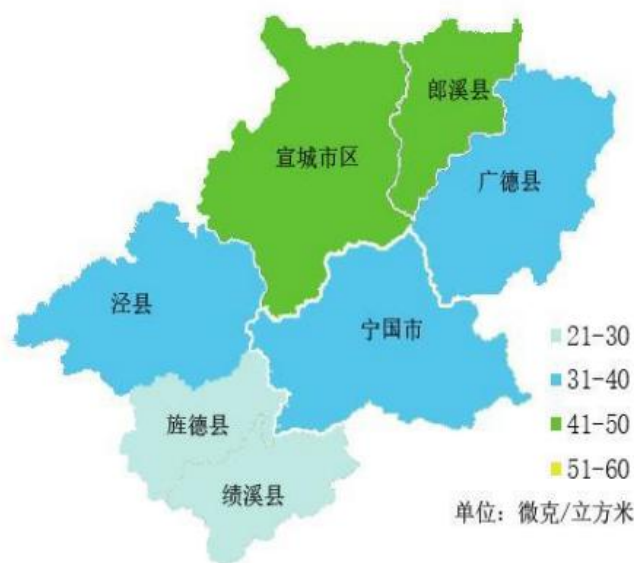 郎溪县
宣城市区
广德县
泾县
宁国市
旌德县
绩溪县
21-30
31-40
41-50
51-60
单位：微克/立方米